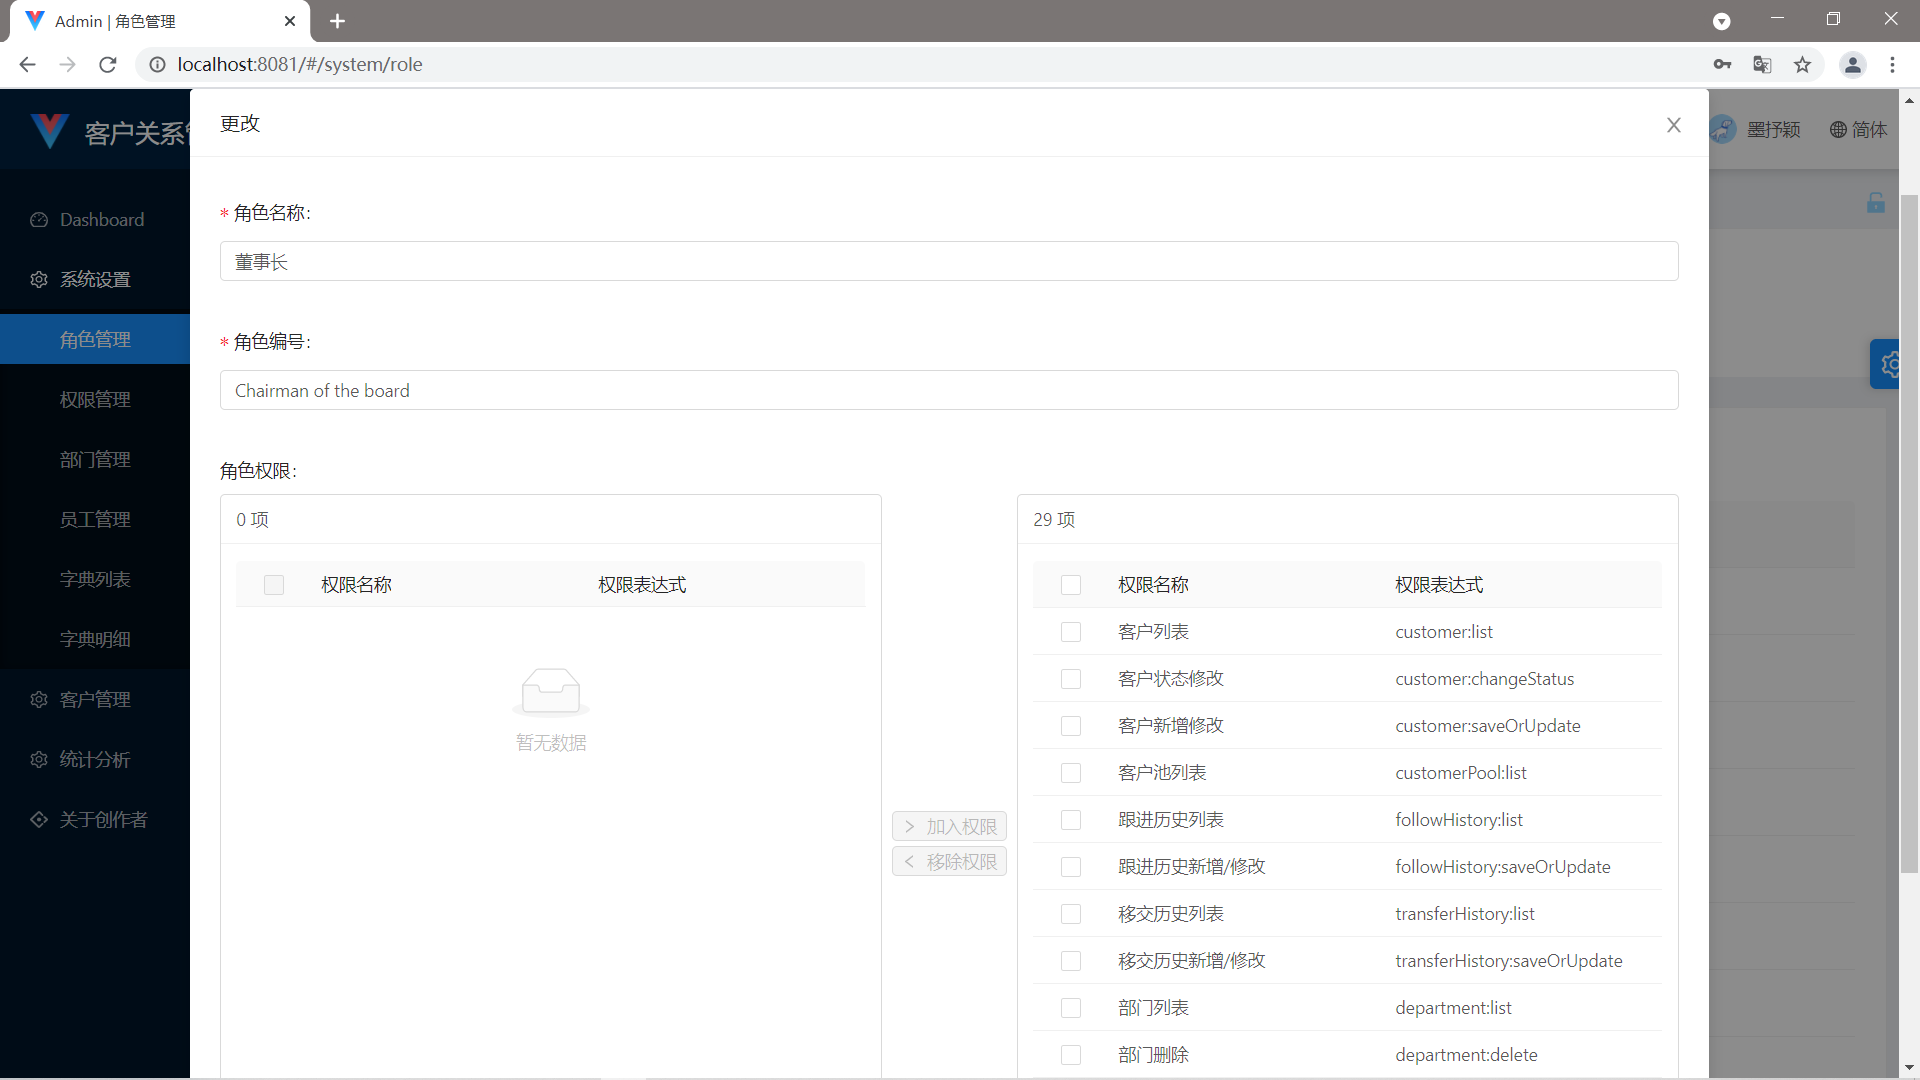 Admin | 角色管理
localhost:8081/#/system/role
客户关系
墨抒颖
简体
Dashboard
系统设置
角色管理
权限管理
部门管理
员工管理
字典列表
字典明细
客户管理
统计分析
关于创作者
更改
* 角色名称:
董事长
* 角色编号:
Chairman of the board
角色权限:
0 项
权限名称 权限表达式
暂无数据
加入权限
移除权限
29 项
权限名称 权限表达式
客户列表 customer:list
客户状态修改 customer:changeStatus
客户新增修改 customer:saveOrUpdate
客户池列表 customerPool:list
跟进历史列表 followHistory:list
跟进历史新增/修改 followHistory:saveOrUpdate
移交历史列表 transferHistory:list
移交历史新增/修改 transferHistory:saveOrUpdate
部门列表 department:list
部门删除 department:delete